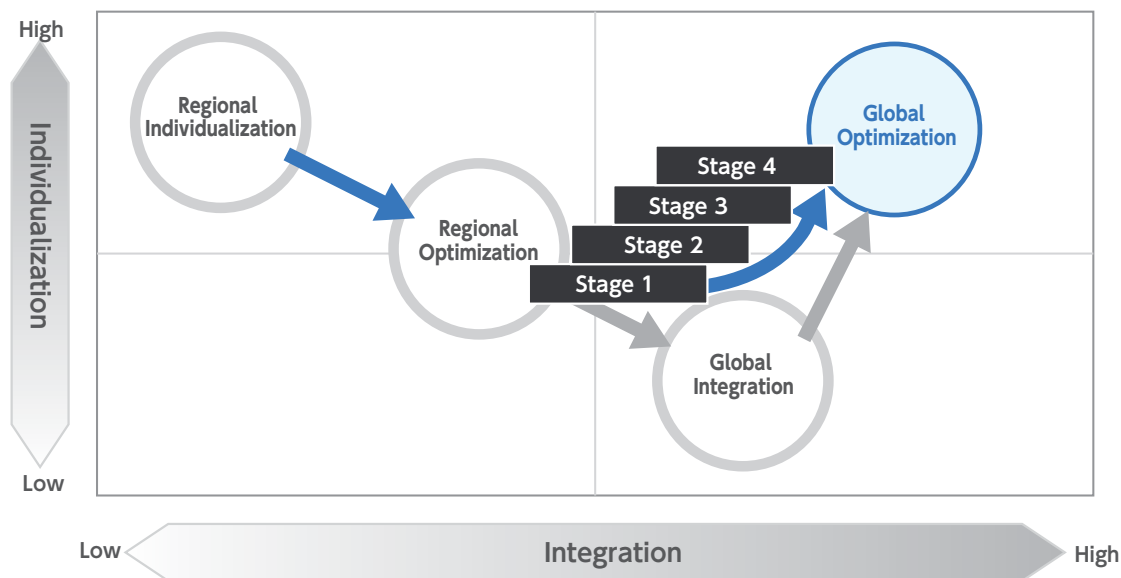 High
Individualization
Low
Regional
Individualization
Regional
Optimization
Stage 4
Stage 3
Stage 2
Stage 1
Global
Optimization
Global
Integration
Low
Integration
High